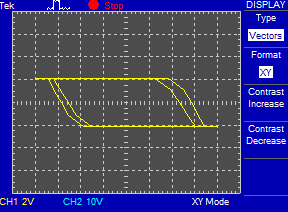 Tek
Stop
DISPLAY
Type
Vectors
Format
XY
Contrast
Increase
Contrast
Decrease
CH1 2V
CH2 10V
XY Mode